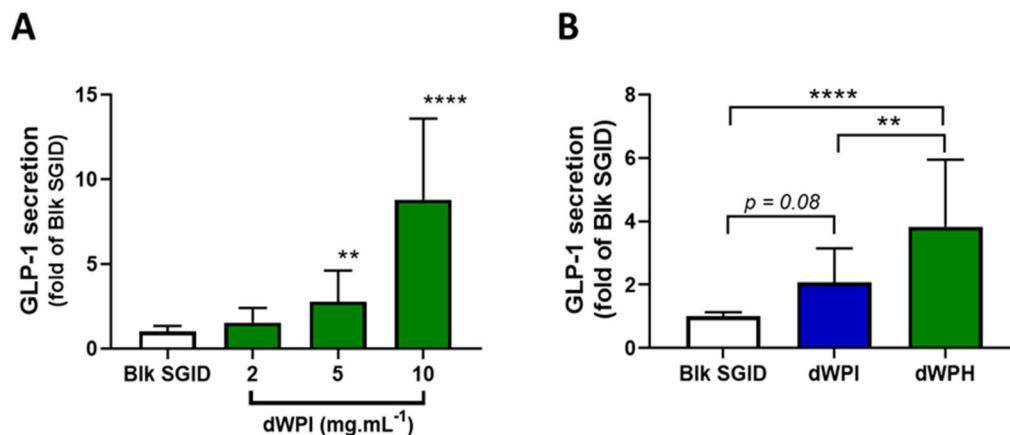 A
GLP-1 secretion
(fold of Blk SGID)
15
10
5
0
**
****
Blk SGID 2 5 10
dWPI (mg.mL⁻¹)
B
GLP-1 secretion
(fold of Blk SGID)
8
6
4
2
0
****
**
p = 0.08
Blk SGID dWPI dWPH